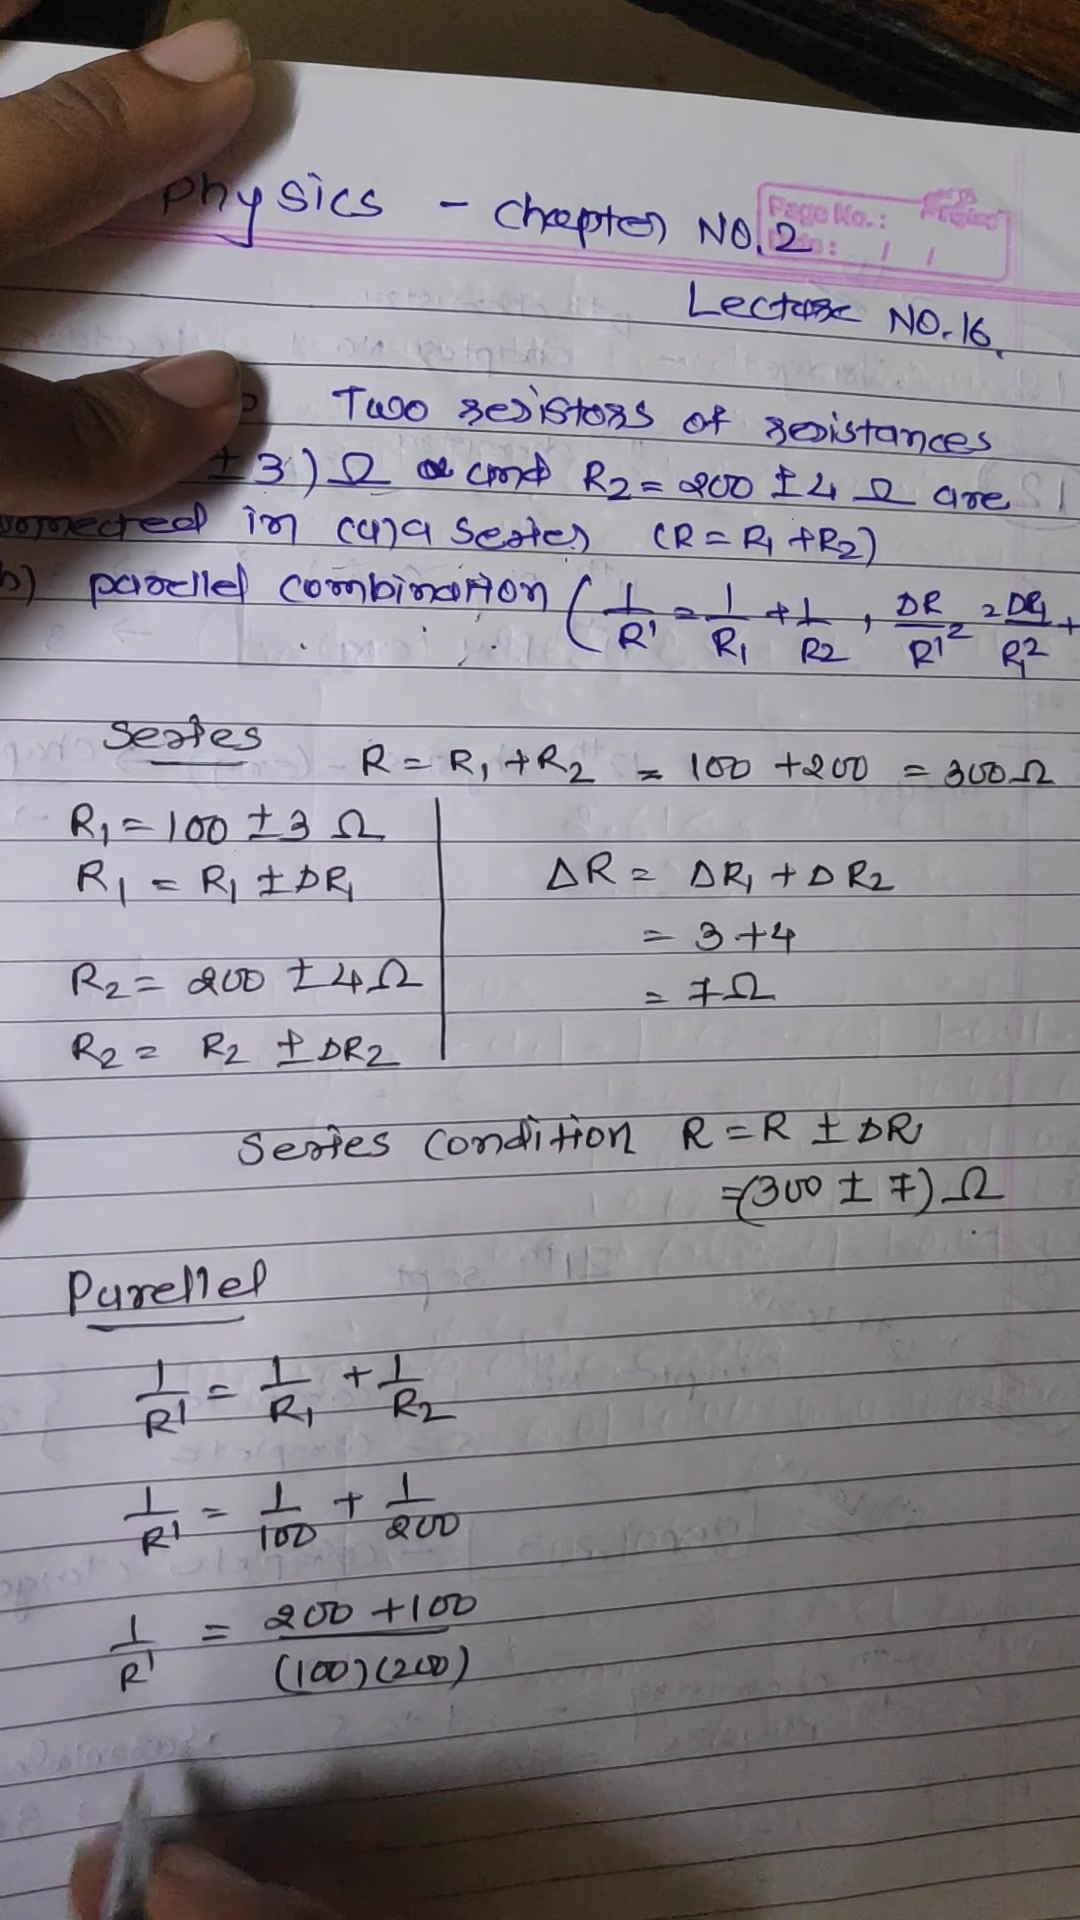 Physics - Chapter NO.2
Page No.:
Lecture NO.16
Two resistors of resistances
± 3) Ω and R2 = 200 ± 4 Ω are
connected in (a) a series (R = R1 + R2)
b) parellel combination (1/R' = 1/R1 + 1/R2 , ΔR/R'^2 = ΔR1/R1^2 +
Series R = R1 + R2 = 100 + 200 = 300 Ω
R1 = 100 ± 3 Ω
R1 = R1 ± ΔR1
R2 = 200 ± 4 Ω
R2 = R2 ± ΔR2
ΔR = ΔR1 + ΔR2
= 3 + 4
= 7 Ω
Series Condition R = R ± ΔR
= (300 ± 7) Ω
Parellel
1/R' = 1/R1 + 1/R2
1/R' = 1/100 + 1/200
1/R' = 200 + 100 / (100)(200)